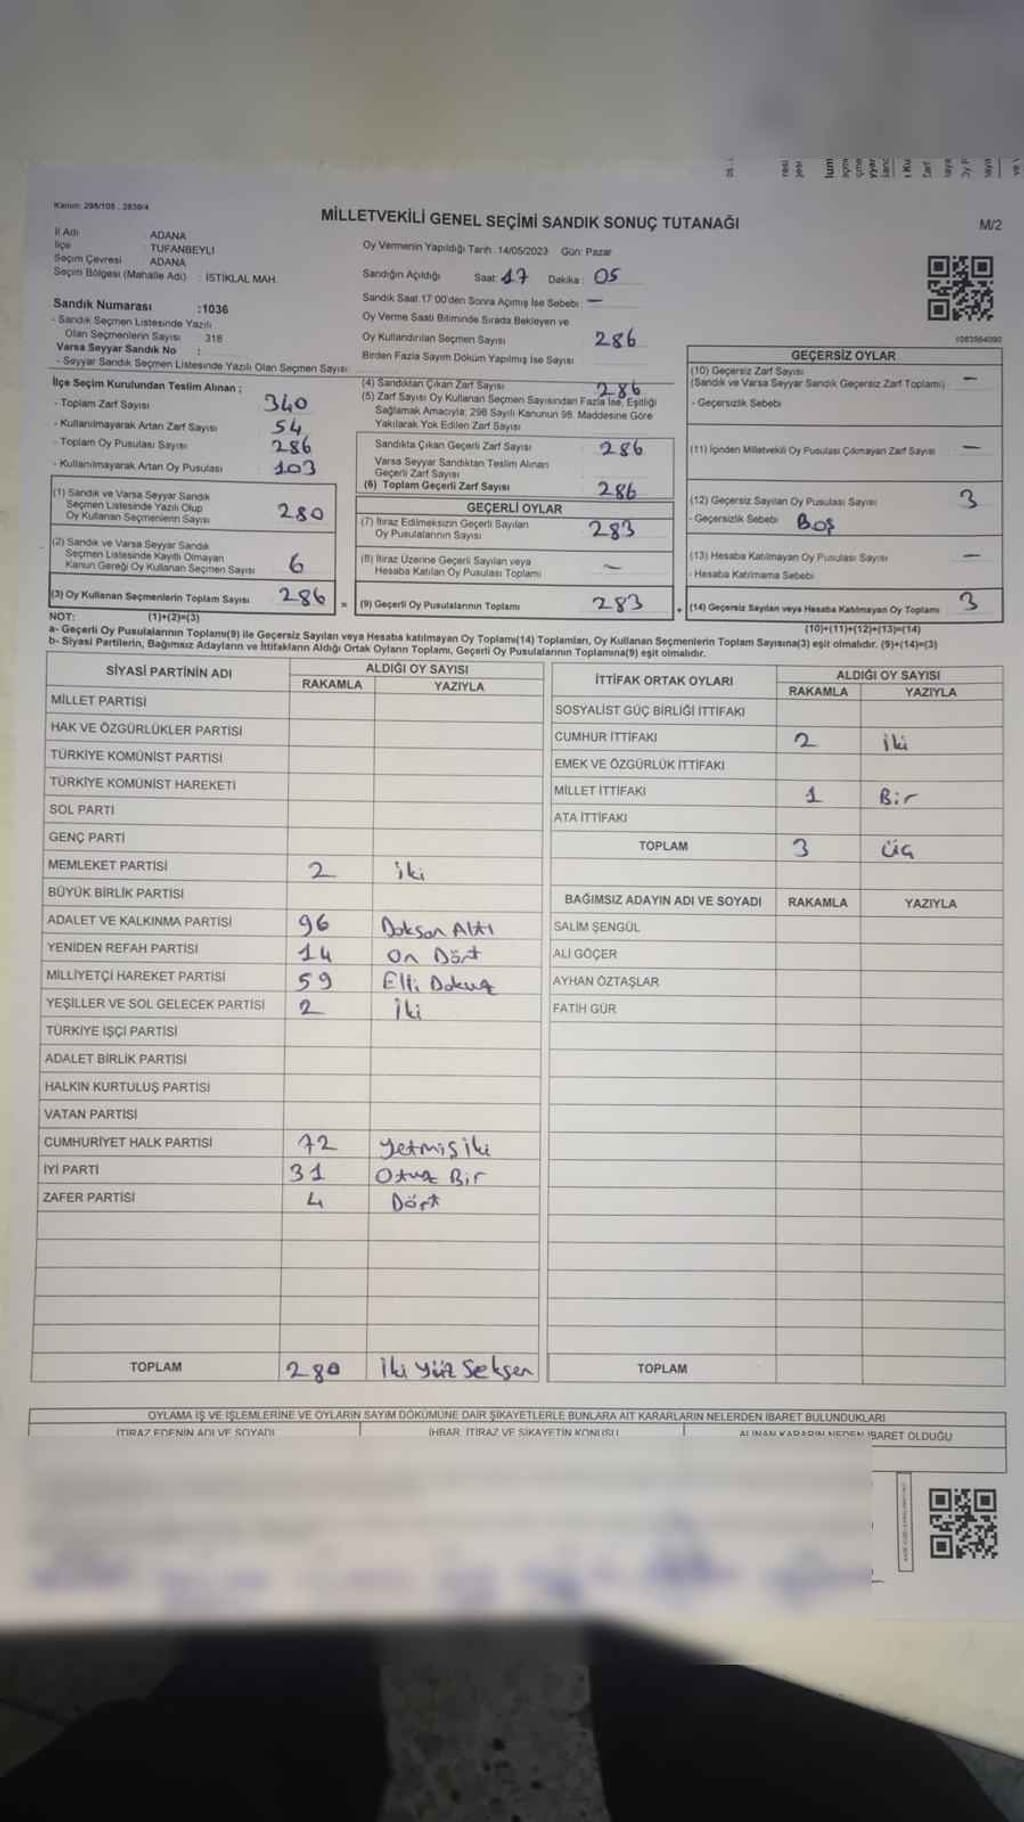 Kanun: 298/105 , 2839/4
MİLLETVEKİLİ GENEL SEÇİMİ SANDIK SONUÇ TUTANAĞI
M/2
İl Adı ADANA
İlçe TUFANBEYLİ
Seçim Çevresi ADANA
Seçim Bölgesi (Mahalle Adı) : İSTİKLAL MAH.
Sandık Numarası :1036
- Sandık Seçmen Listesinde Yazılı
Olan Seçmenlerin Sayısı 318
Varsa Seyyar Sandık No :
- Seyyar Sandık Seçmen Listesinde Yazılı Olan Seçmen Sayısı
Oy Vermenin Yapıldığı Tarih :14/05/2023 Gün: Pazar
Sandığın Açıldığı Saat: 17 Dakika : 05
Sandık Saat 17:00'den Sonra Açılmış İse Sebebi : —
Oy Verme Saati Bitiminde Sırada Bekleyen ve
Oy Kullandırılan Seçmen Sayısı 286
Birden Fazla Sayım Döküm Yapılmış İse Sayısı
İlçe Seçim Kurulundan Teslim Alınan ;
- Toplam Zarf Sayısı 340
- Kullanılmayarak Artan Zarf Sayısı 54
- Toplam Oy Pusulası Sayısı 286
- Kullanılmayarak Artan Oy Pusulası 103
(1) Sandık ve Varsa Seyyar Sandık
Seçmen Listesinde Yazılı Olup
Oy Kullanan Seçmenlerin Sayısı 280
(2) Sandık ve Varsa Seyyar Sandık
Seçmen Listesinde Kayıtlı Olmayan
Kanun Gereği Oy Kullanan Seçmen Sayısı 6
(3) Oy Kullanan Seçmenlerin Toplam Sayısı 286 =
(4) Sandıktan Çıkan Zarf Sayısı 286
(5) Zarf Sayısı Oy Kullanan Seçmen Sayısından Fazla İse, Eşitliği
Sağlamak Amacıyla, 298 Sayılı Kanunun 98. Maddesine Göre
Yakılarak Yok Edilen Zarf Sayısı
Sandıkta Çıkan Geçerli Zarf Sayısı 286
Varsa Seyyar Sandıktan Teslim Alınan
Geçerli Zarf Sayısı
(6) Toplam Geçerli Zarf Sayısı 286
GEÇERLİ OYLAR
(7) İtiraz Edilmeksizin Geçerli Sayılan
Oy Pusulalarının Sayısı 283
(8) İtiraz Üzerine Geçerli Sayılan veya
Hesaba Katılan Oy Pusulası Toplamı —
(9) Geçerli Oy Pusulalarının Toplamı 283 +
GEÇERSİZ OYLAR
(10) Geçersiz Zarf Sayısı
(Sandık ve Varsa Seyyar Sandık Geçersiz Zarf Toplamı) —
- Geçersizlik Sebebi
(11) İçinden Milletvekili Oy Pusulası Çıkmayan Zarf Sayısı —
(12) Geçersiz Sayılan Oy Pusulası Sayısı 3
- Geçersizlik Sebebi Boş
(13) Hesaba Katılmayan Oy Pusulası Sayısı —
- Hesaba Katılmama Sebebi
(14) Geçersiz Sayılan veya Hesaba Katılmayan Oy Toplamı 3
NOT: (1)+(2)=(3) (10)+(11)+(12)+(13)=(14)
a- Geçerli Oy Pusulalarının Toplamı(9) ile Geçersiz Sayılan veya Hesaba katılmayan Oy Toplamı(14) Toplamları, Oy Kullanan Seçmenlerin Toplam Sayısına(3) eşit olmalıdır. (9)+(14)=(3)
b- Siyasi Partilerin, Bağımsız Adayların ve İttifakların Aldığı Ortak Oyların Toplamı, Geçerli Oy Pusulalarının Toplamına(9) eşit olmalıdır.
SİYASİ PARTİNİN ADI ALDIĞI OY SAYISI
RAKAMLA YAZIYLA
MİLLET PARTİSİ
HAK VE ÖZGÜRLÜKLER PARTİSİ
TÜRKİYE KOMÜNİST PARTİSİ
TÜRKİYE KOMÜNİST HAREKETİ
SOL PARTİ
GENÇ PARTİ
MEMLEKET PARTİSİ 2 iki
BÜYÜK BİRLİK PARTİSİ
ADALET VE KALKINMA PARTİSİ 96 Doksan Altı
YENİDEN REFAH PARTİSİ 14 On Dört
MİLLİYETÇİ HAREKET PARTİSİ 59 Elli Dokuz
YEŞİLLER VE SOL GELECEK PARTİSİ 2 İki
TÜRKİYE İŞÇİ PARTİSİ
ADALET BİRLİK PARTİSİ
HALKIN KURTULUŞ PARTİSİ
VATAN PARTİSİ
CUMHURİYET HALK PARTİSİ 72 Yetmiş iki
İYİ PARTİ 31 Otuz Bir
ZAFER PARTİSİ 4 Dört
TOPLAM 280 İki Yüz Seksen
İTTİFAK ORTAK OYLARI ALDIĞI OY SAYISI
RAKAMLA YAZIYLA
SOSYALİST GÜÇ BİRLİĞİ İTTİFAKI
CUMHUR İTTİFAKI 2 iki
EMEK VE ÖZGÜRLÜK İTTİFAKI
MİLLET İTTİFAKI 1 Bir
ATA İTTİFAKI
TOPLAM 3 Üç
BAĞIMSIZ ADAYIN ADI VE SOYADI RAKAMLA YAZIYLA
SALİM ŞENGÜL
ALİ GÖÇER
AYHAN ÖZTAŞLAR
FATİH GÜR
TOPLAM
OYLAMA İŞ VE İŞLEMLERİNE VE OYLARIN SAYIM DÖKÜMÜNE DAİR ŞİKAYETLERLE BUNLARA AİT KARARLARIN NELERDEN İBARET BULUNDUKLARI
İTİRAZ EDENİN ADI VE SOYADI İHBAR, İTİRAZ VE ŞİKAYETİN KONUSU ALINAN KARARIN NEDEN İBARET OLDUĞU